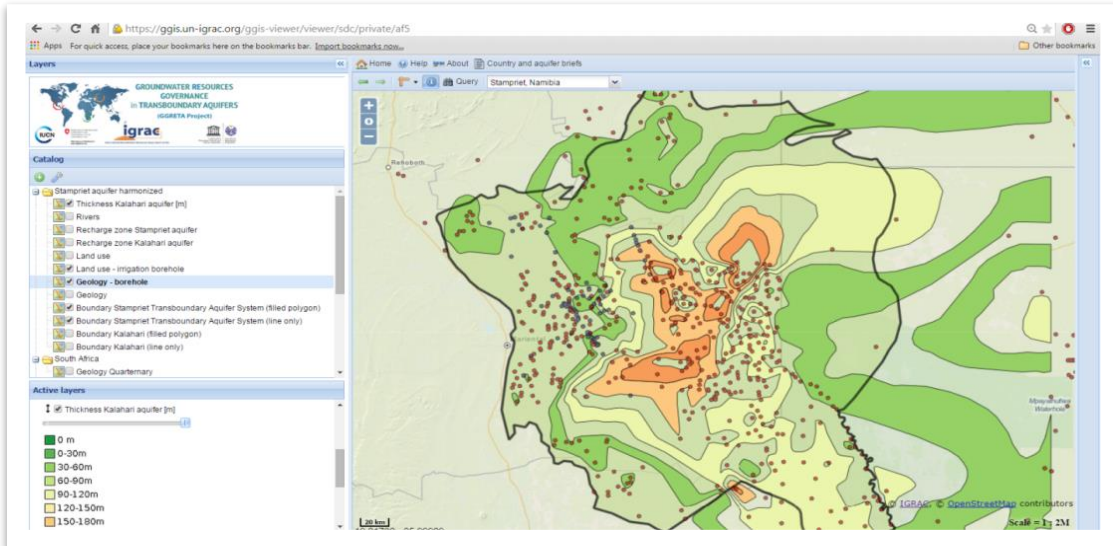 https://ggis.un-igrac.org/ggis-viewer/viewer/sdc/private/af5
Apps For quick access, place your bookmarks here on the bookmarks bar. Import bookmarks now... Other bookmarks
Layers
Home Help About Country and aquifer briefs
Query Stampriet, Namibia
GROUNDWATER RESOURCES
GOVERNANCE
in TRANSBOUNDARY AQUIFERS
(GGRETA Project)
IUCN igrac
Catalog
Stampriet aquifer harmonized
Thickness Kalahari aquifer [m]
Rivers
Recharge zone Stampriet aquifer
Recharge zone Kalahari aquifer
Land use
Land use - irrigation borehole
Geology - borehole
Geology
Boundary Stampriet Transboundary Aquifer System (filled polygon)
Boundary Stampriet Transboundary Aquifer System (line only)
Boundary Kalahari (filled polygon)
Boundary Kalahari (line only)
South Africa
Geology Quarternary
Active layers
Thickness Kalahari aquifer [m]
0 m
0-30m
30-60m
60-90m
90-120m
120-150m
150-180m
Rehoboth
Waterhole
© IGRAC, © OpenStreetMap contributors
20 km
Scale = 1 : 2M